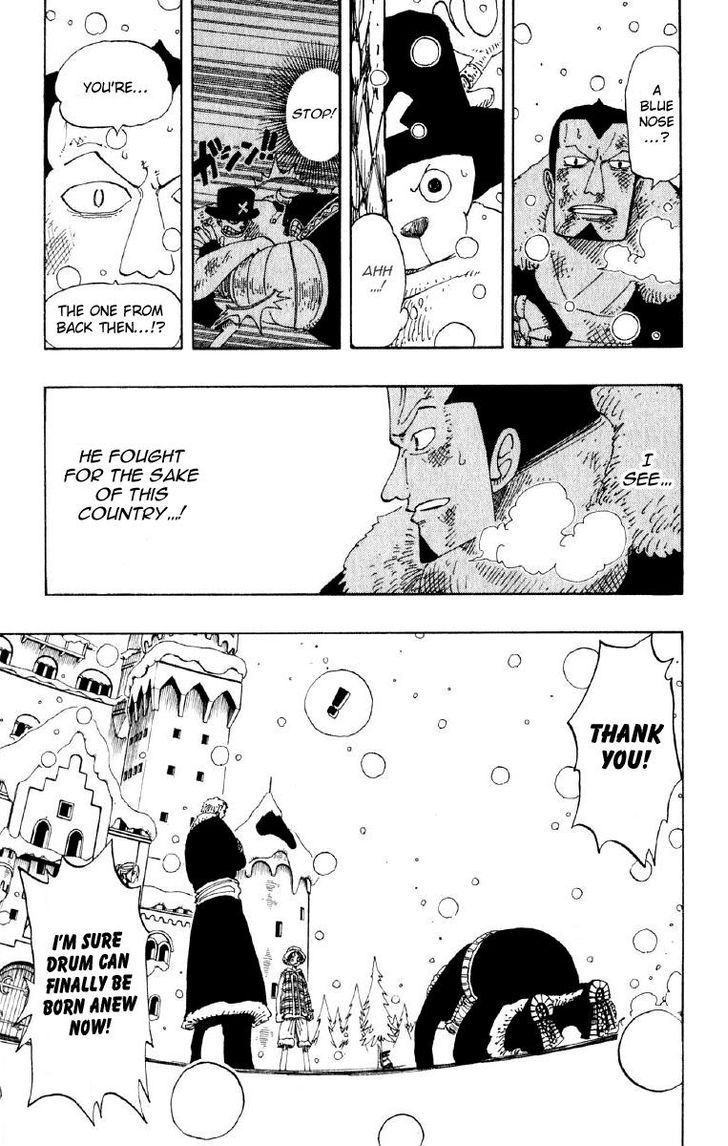 A
BLUE
NOSE
...?
AHH
...!
STOP!
ガシン!!
YOU'RE...
THE ONE FROM
BACK THEN...!?
I
SEE...
HE FOUGHT
FOR THE SAKE
OF THIS
COUNTRY...!
THANK
YOU!
!
I'M SURE
DRUM CAN
FINALLY BE
BORN ANEW
NOW!